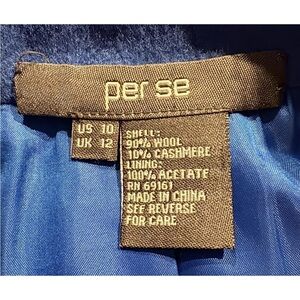 per se
US 10
UK 12
SHELL:
90% WOOL
10% CASHMERE
LINING:
100% ACETATE
RN 69161
MADE IN CHINA
SEE REVERSE
FOR CARE